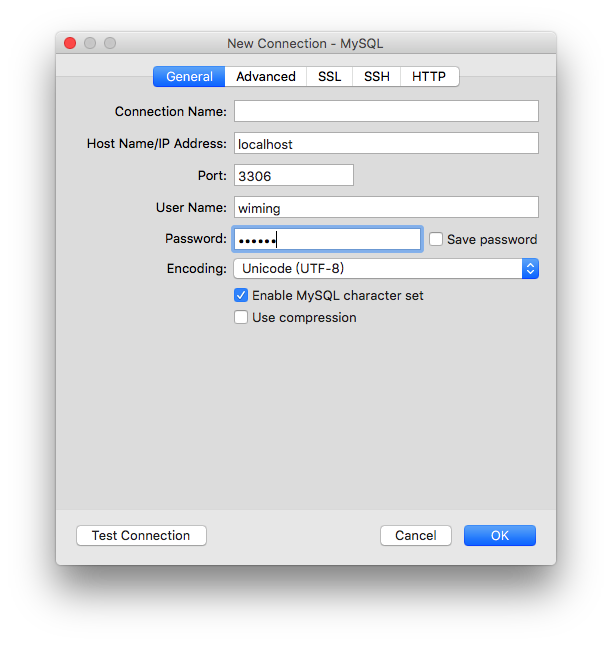 New Connection - MySQL
General Advanced SSL SSH HTTP
Connection Name:
Host Name/IP Address: localhost
Port: 3306
User Name: wiming
Password: •••••• Save password
Encoding: Unicode (UTF-8)
Enable MySQL character set
Use compression
Test Connection Cancel OK